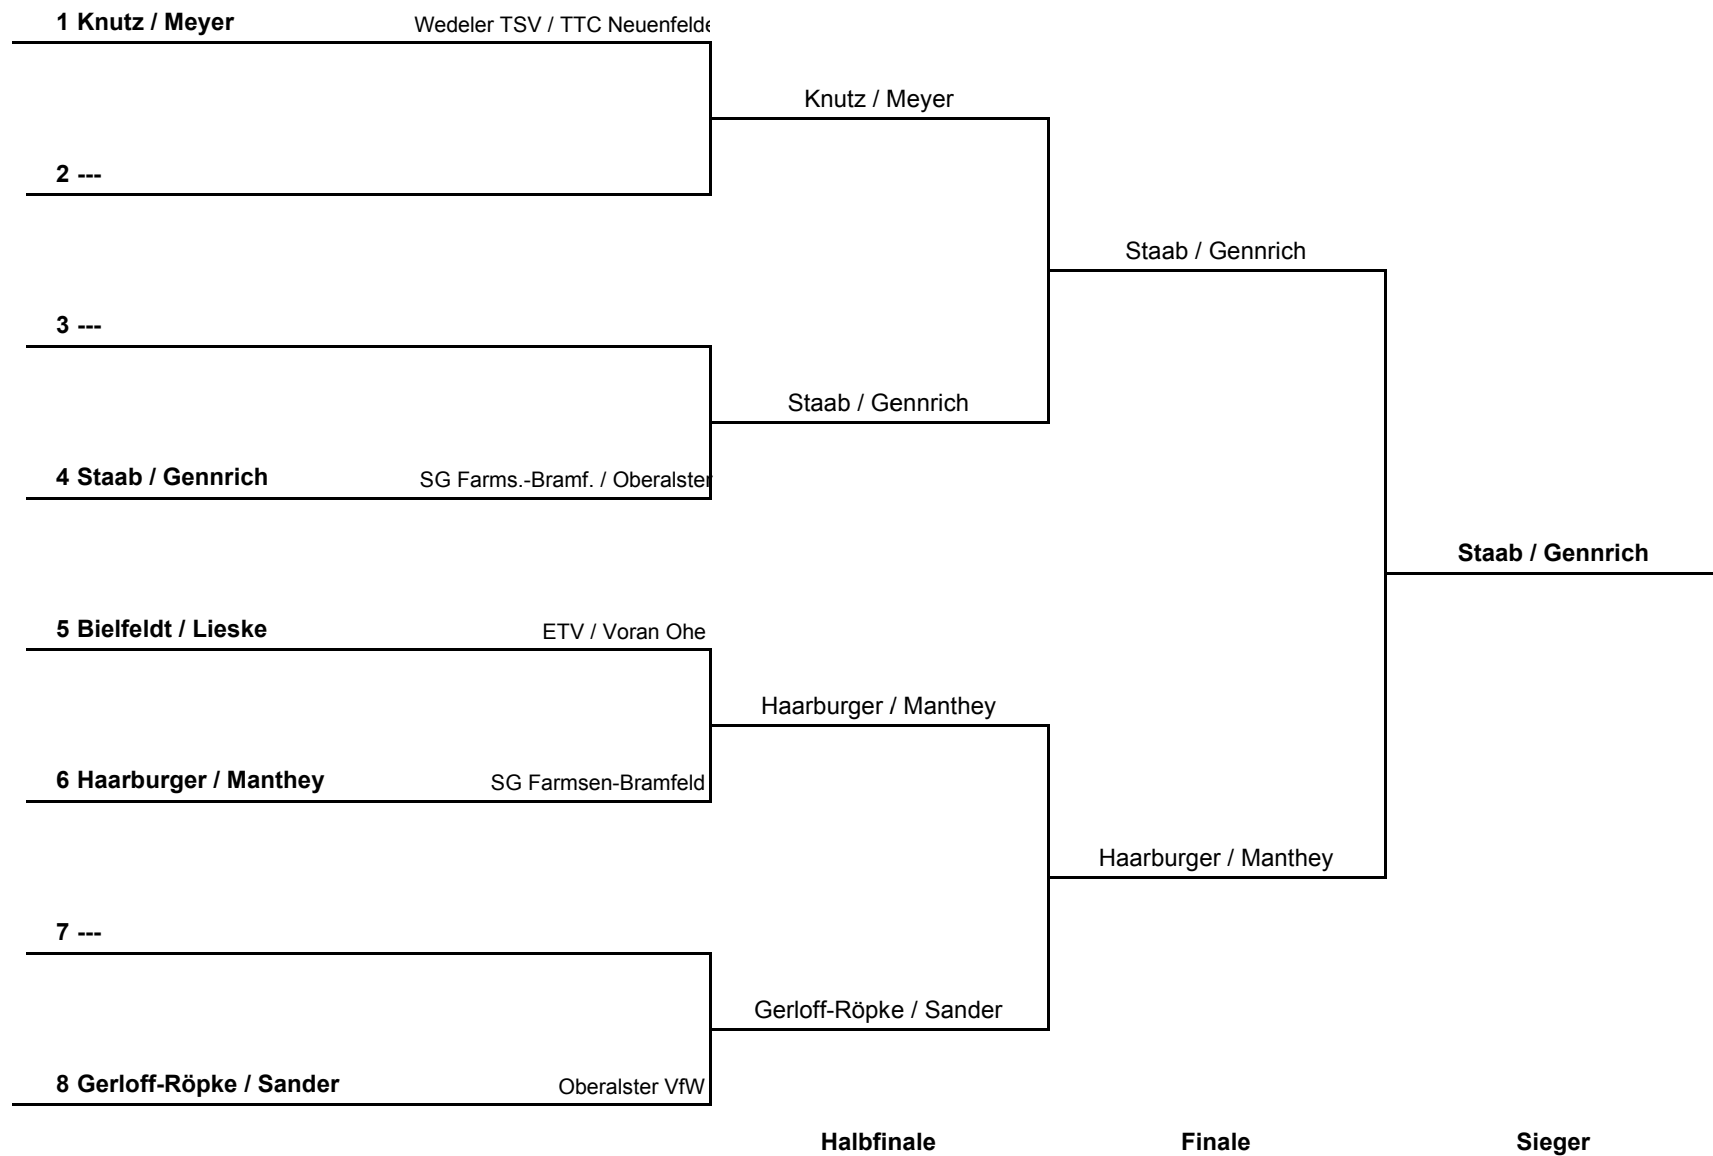 1 Knutz / Meyer Wedeler TSV / TTC Neuenfelde
Knutz / Meyer
2 ---
Staab / Gennrich
3 ---
Staab / Gennrich
4 Staab / Gennrich SG Farms.-Bramf. / Oberalster
Staab / Gennrich
5 Bielfeldt / Lieske ETV / Voran Ohe
Haarburger / Manthey
6 Haarburger / Manthey SG Farmsen-Bramfeld
Haarburger / Manthey
7 ---
Gerloff-Röpke / Sander
8 Gerloff-Röpke / Sander Oberalster VfW
Halbfinale Finale Sieger